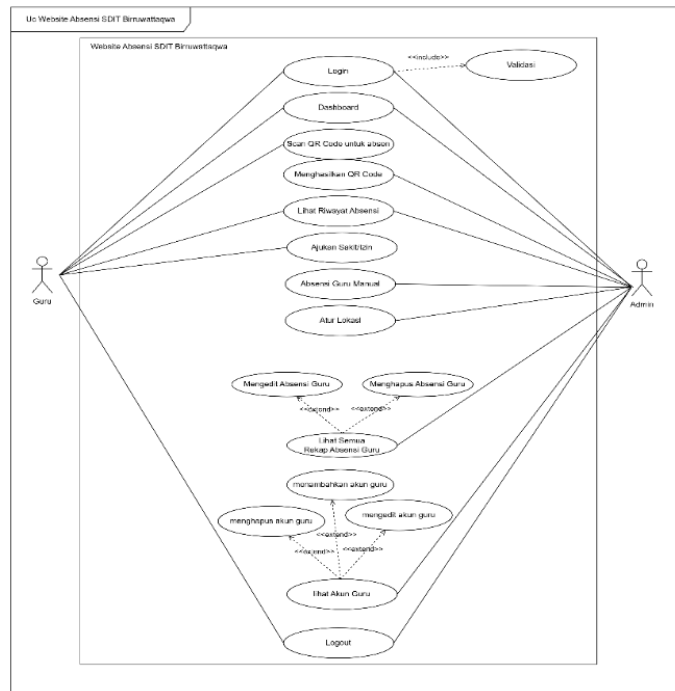 Uc Website Absensi SDIT Birruwattaqwa
Website Absensi SDIT Birruwattaqwa
Login
<<include>>
Validasi
Dashboard
Scan QR Code untuk absen
Menghasilkan QR Code
Lihat Riwayat Absensi
Ajukan Sakit/Izin
Guru
Admin
Absensi Guru Manual
Atur Lokasi
Mengedit Absensi Guru
Menghapus Absensi Guru
<<extend>>
<<extend>>
Lihat Semua
Rekap Absensi Guru
menambahkan akun guru
menghapus akun guru
mengedit akun guru
<<extend>>
<<extend>>
<<extend>>
lihat Akun Guru
Logout